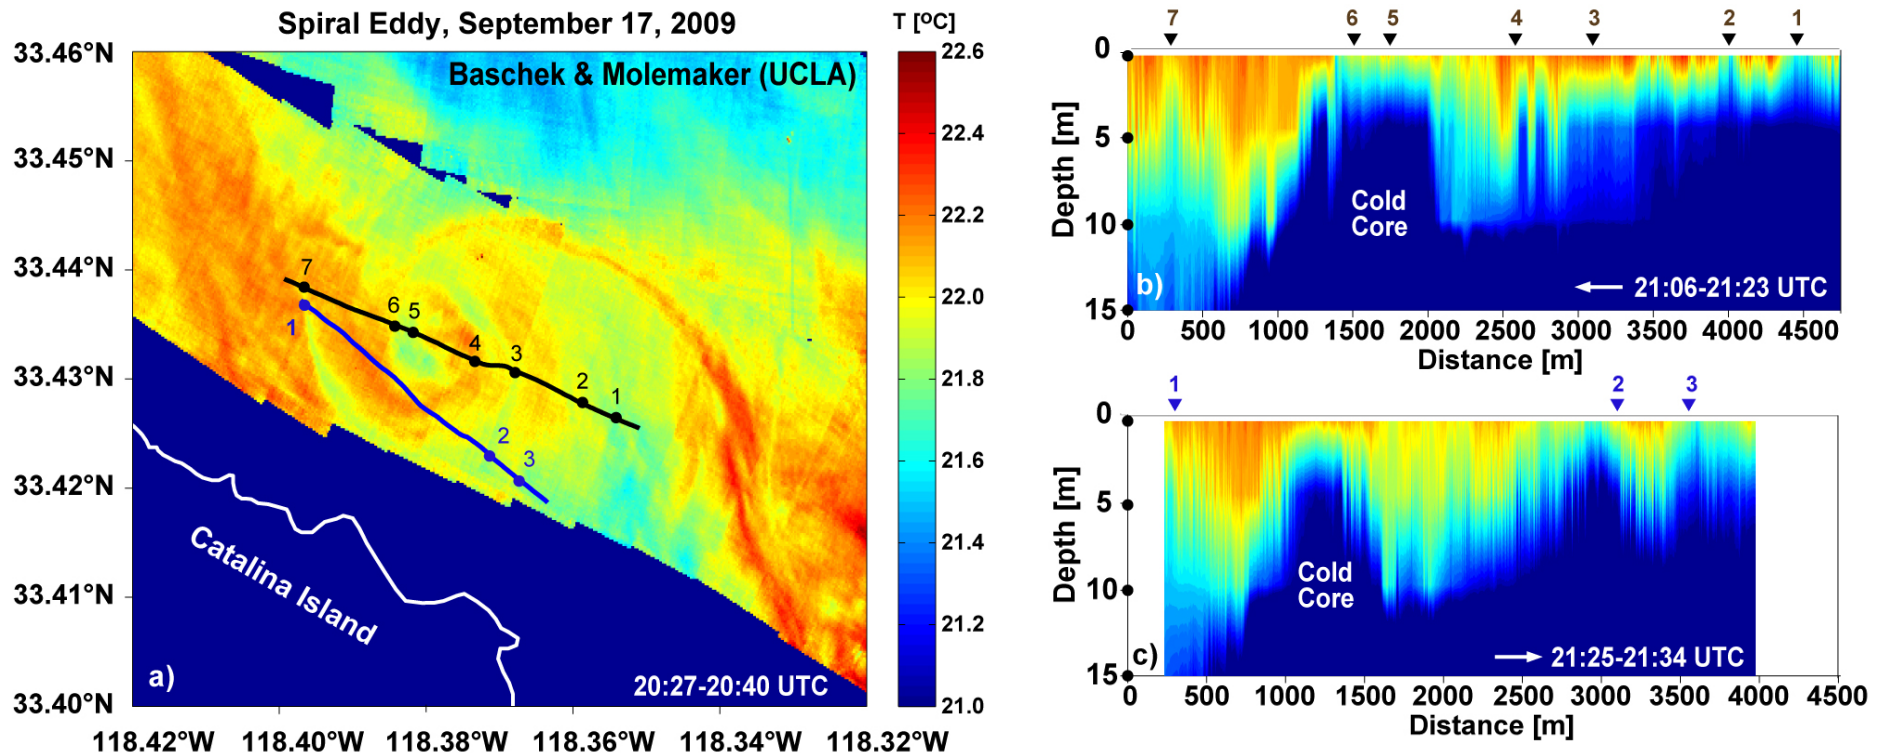 Spiral Eddy, September 17, 2009
T [ºC]
Baschek & Molemaker (UCLA)
33.46°N
33.45°N
33.44°N
33.43°N
33.42°N
33.41°N
33.40°N
7
6 5
4
3
2
1
1
2
3
Catalina Island
a)
20:27-20:40 UTC
118.42°W 118.40°W 118.38°W 118.36°W 118.34°W 118.32°W
22.6
22.4
22.2
22.0
21.8
21.6
21.4
21.2
21.0
7 6 5 4 3 2 1
Depth [m]
0
5
10
15
Cold
Core
b)
21:06-21:23 UTC
0 500 1000 1500 2000 2500 3000 3500 4000 4500
Distance [m]
1 2 3
Depth [m]
0
5
10
15
Cold
Core
c)
21:25-21:34 UTC
0 500 1000 1500 2000 2500 3000 3500 4000 4500
Distance [m]